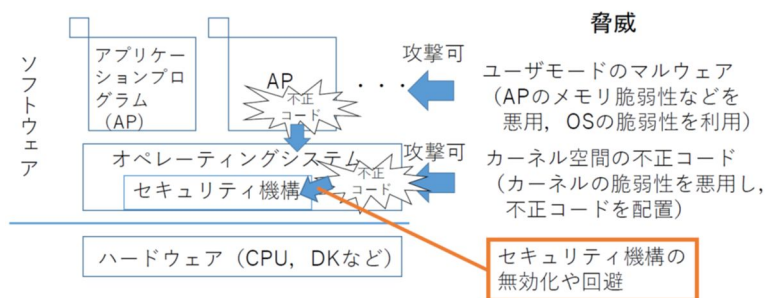 脅威
ソフトウェア
アプリケー
ションプロ
グラム
（AP）
AP
不正
コード
・・・
攻撃可
ユーザモードのマルウェア
（APのメモリ脆弱性などを
悪用，OSの脆弱性を利用）
オペレーティングシステム
セキュリティ機構
不正
コード
攻撃可
カーネル空間の不正コード
（カーネルの脆弱性を悪用し，
不正コードを配置）
ハードウェア（CPU，DKなど）
セキュリティ機構の
無効化や回避